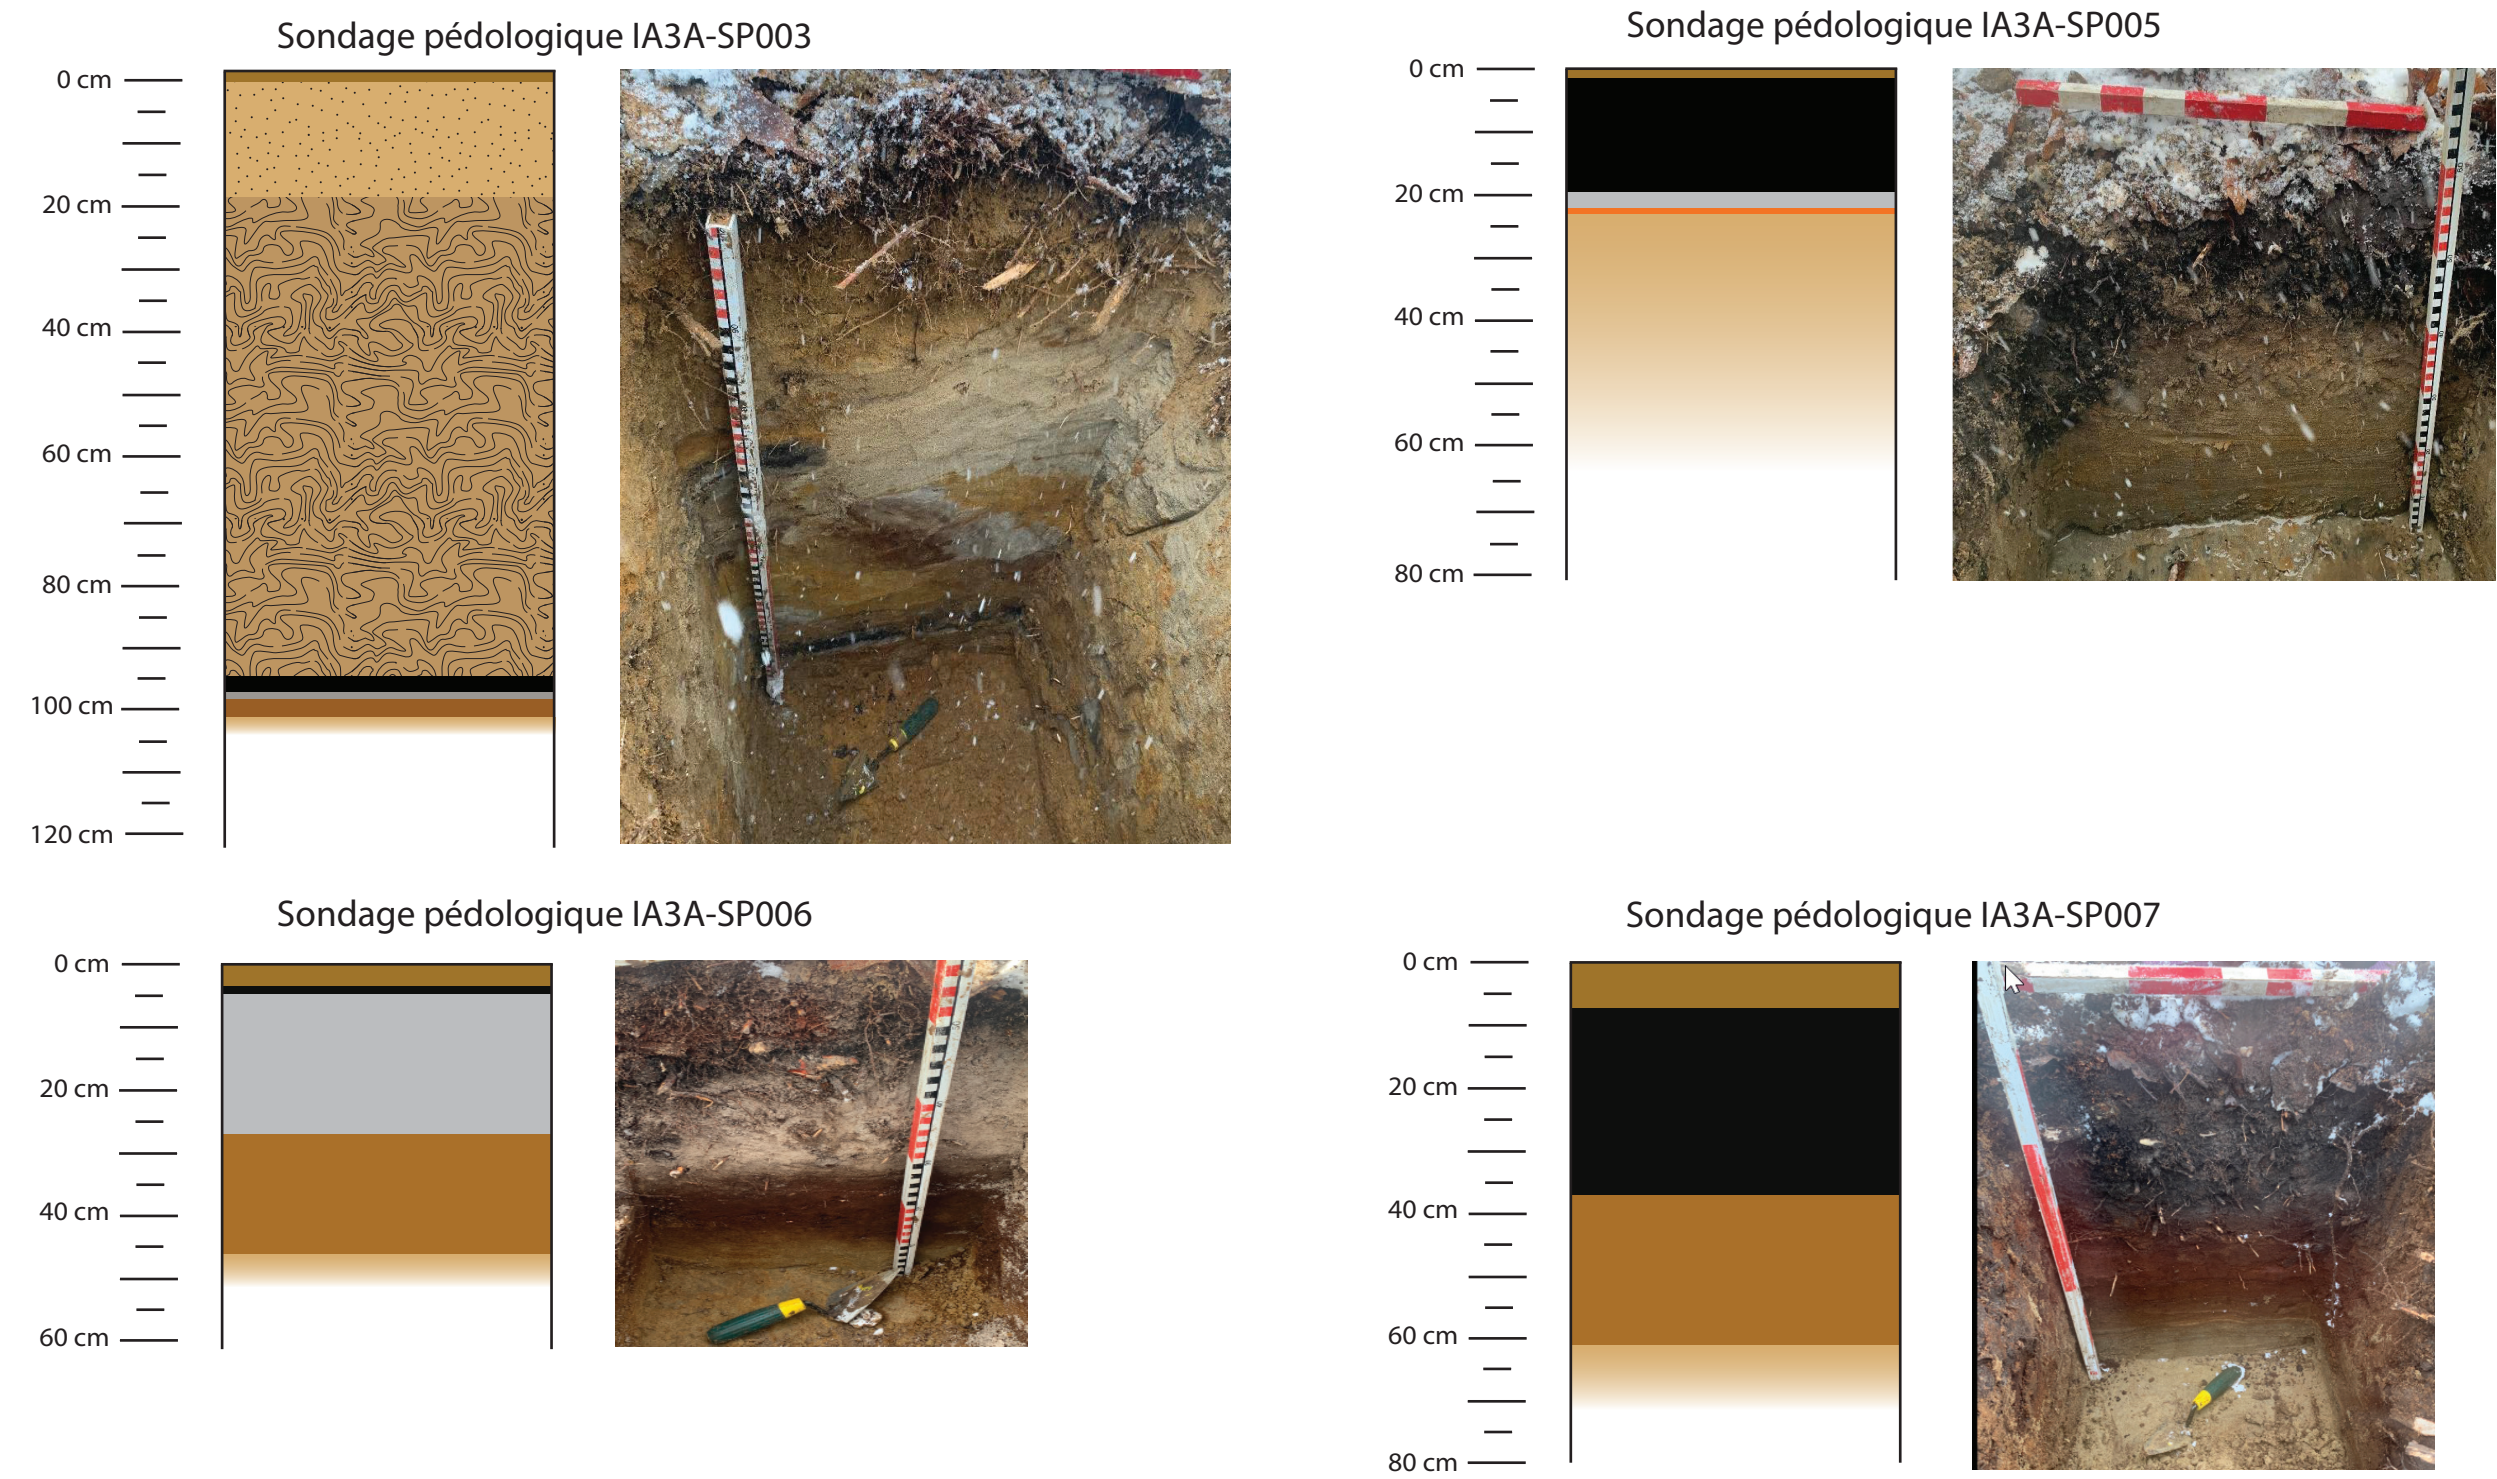 Sondage pédologique IA3A-SP003
0 cm
20 cm
40 cm
60 cm
80 cm
100 cm
120 cm
Sondage pédologique IA3A-SP005
0 cm
20 cm
40 cm
60 cm
80 cm
Sondage pédologique IA3A-SP006
0 cm
20 cm
40 cm
60 cm
Sondage pédologique IA3A-SP007
0 cm
20 cm
40 cm
60 cm
80 cm